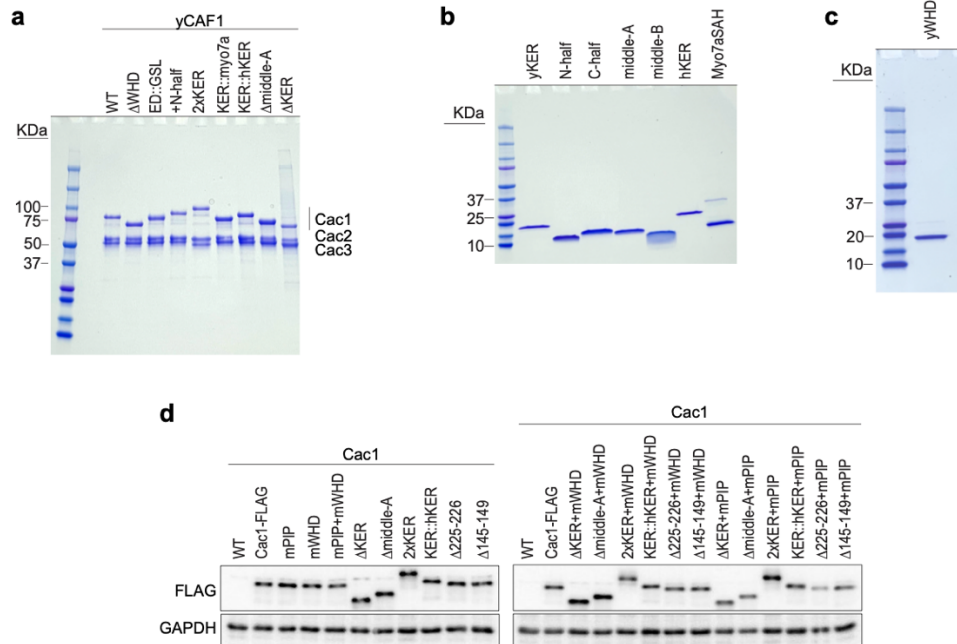 a
yCAF1
WT
ΔWHD
ED::GSL
+N-half
2xKER
KER::myo7a
KER::hKER
Δmiddle-A
ΔKER
KDa
100
75
50
37
Cac1
Cac2
Cac3
b
yKER
N-half
C-half
middle-A
middle-B
hKER
Myo7aSAH
KDa
37
25
10
c
yWHD
KDa
37
20
10
d
Cac1
WT
Cac1-FLAG
mPIP
mWHD
mPIP+mWHD
ΔKER
Δmiddle-A
2xKER
KER::hKER
Δ225-226
Δ145-149
FLAG
GAPDH
Cac1
WT
Cac1-FLAG
ΔKER+mWHD
Δmiddle-A+mWHD
2xKER+mWHD
KER::hKER+mWHD
Δ225-226+mWHD
Δ145-149+mWHD
ΔKER+mPIP
Δmiddle-A+mPIP
2xKER+mPIP
KER::hKER+mPIP
Δ225-226+mPIP
Δ145-149+mPIP